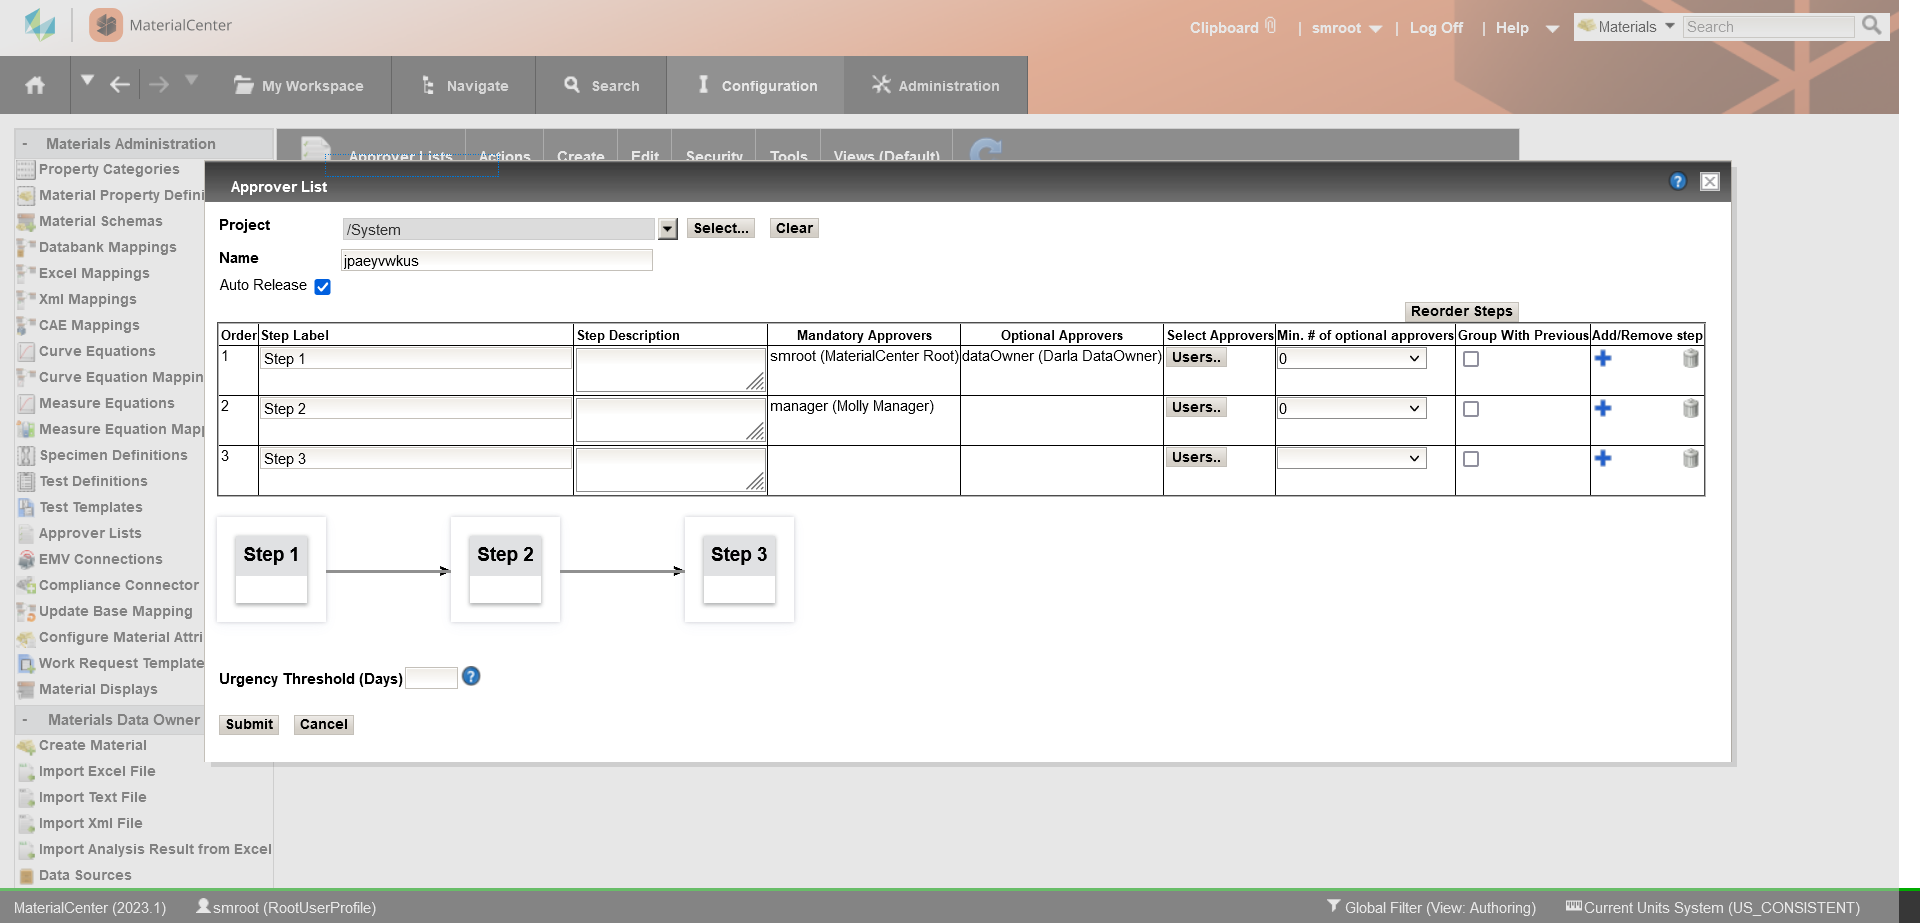 MaterialCenter
Clipboard | smroot | Log Off | Help Materials Search
My Workspace Navigate Search Configuration Administration
- Materials Administration
Approver Lists Actions Create Edit Security Tools Views (Default)
Property Categories
Material Property Defini
Material Schemas
Databank Mappings
Excel Mappings
Xml Mappings
CAE Mappings
Curve Equations
Curve Equation Mappin
Measure Equations
Measure Equation Mapp
Specimen Definitions
Test Definitions
Test Templates
Approver Lists
EMV Connections
Compliance Connector
Update Base Mapping
Configure Material Attri
Work Request Template
Material Displays
- Materials Data Owner
Create Material
Import Excel File
Import Text File
Import Xml File
Import Analysis Result from Excel
Data Sources
Approver List ?
Project /System Select... Clear
Name jpaeyvwkus
Auto Release
Reorder Steps
Order Step Label Step Description Mandatory Approvers Optional Approvers Select Approvers Min. # of optional approvers Group With Previous Add/Remove step
1 Step 1 smroot (MaterialCenter Root) dataOwner (Darla DataOwner) Users.. 0
2 Step 2 manager (Molly Manager) Users.. 0
3 Step 3 Users..
Step 1 Step 2 Step 3
Urgency Threshold (Days) ?
Submit Cancel
MaterialCenter (2023.1) smroot (RootUserProfile) Global Filter (View: Authoring) Current Units System (US_CONSISTENT)